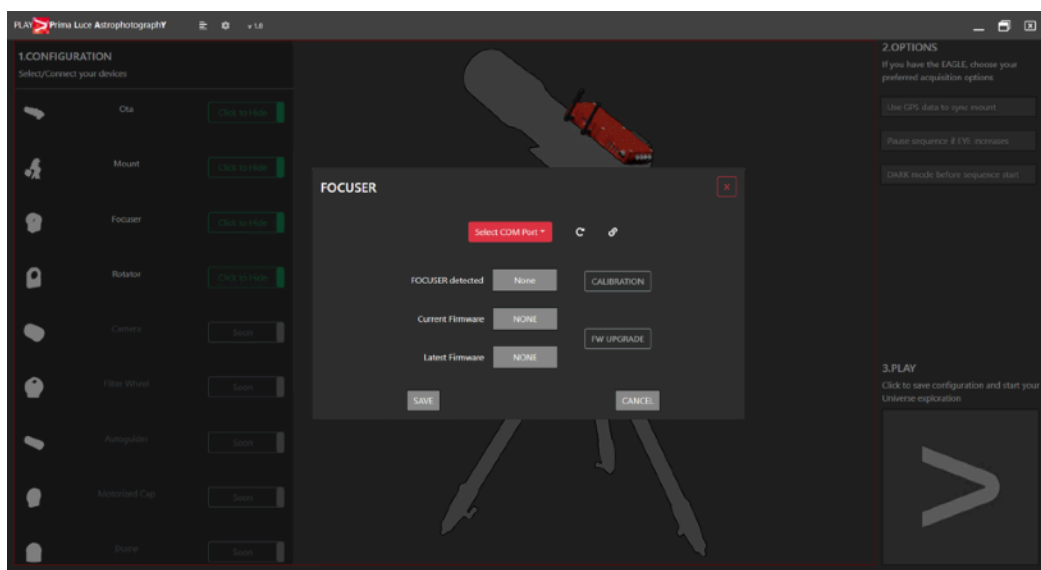 PLAY Prima Luce AstrophotographY
v 1.0
1.CONFIGURATION
Select/Connect your devices
Ota
Click to Hide
Mount
Click to Hide
Focuser
Click to Hide
Rotator
Click to Hide
Camera
Soon
Filter Wheel
Soon
Autoguider
Soon
Motorized Cap
Soon
Dome
Soon
FOCUSER
Select COM Port
FOCUSER detected
None
CALIBRATION
Current Firmware
NONE
FW UPGRADE
Latest Firmware
NONE
SAVE
CANCEL
2.OPTIONS
If you have the EAGLE, choose your
preferred acquisition options
Use GPS data to sync mount
Pause sequence if EYE increases
DARK mode before sequence start
3.PLAY
Click to save configuration and start your
Universe exploration